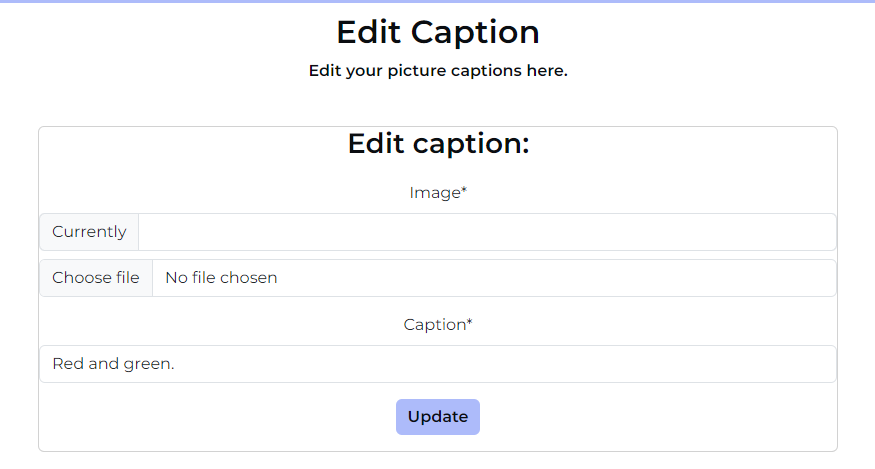 Edit Caption
Edit your picture captions here.
Edit caption:
Image*
Currently
Choose file No file chosen
Caption*
Red and green.
Update